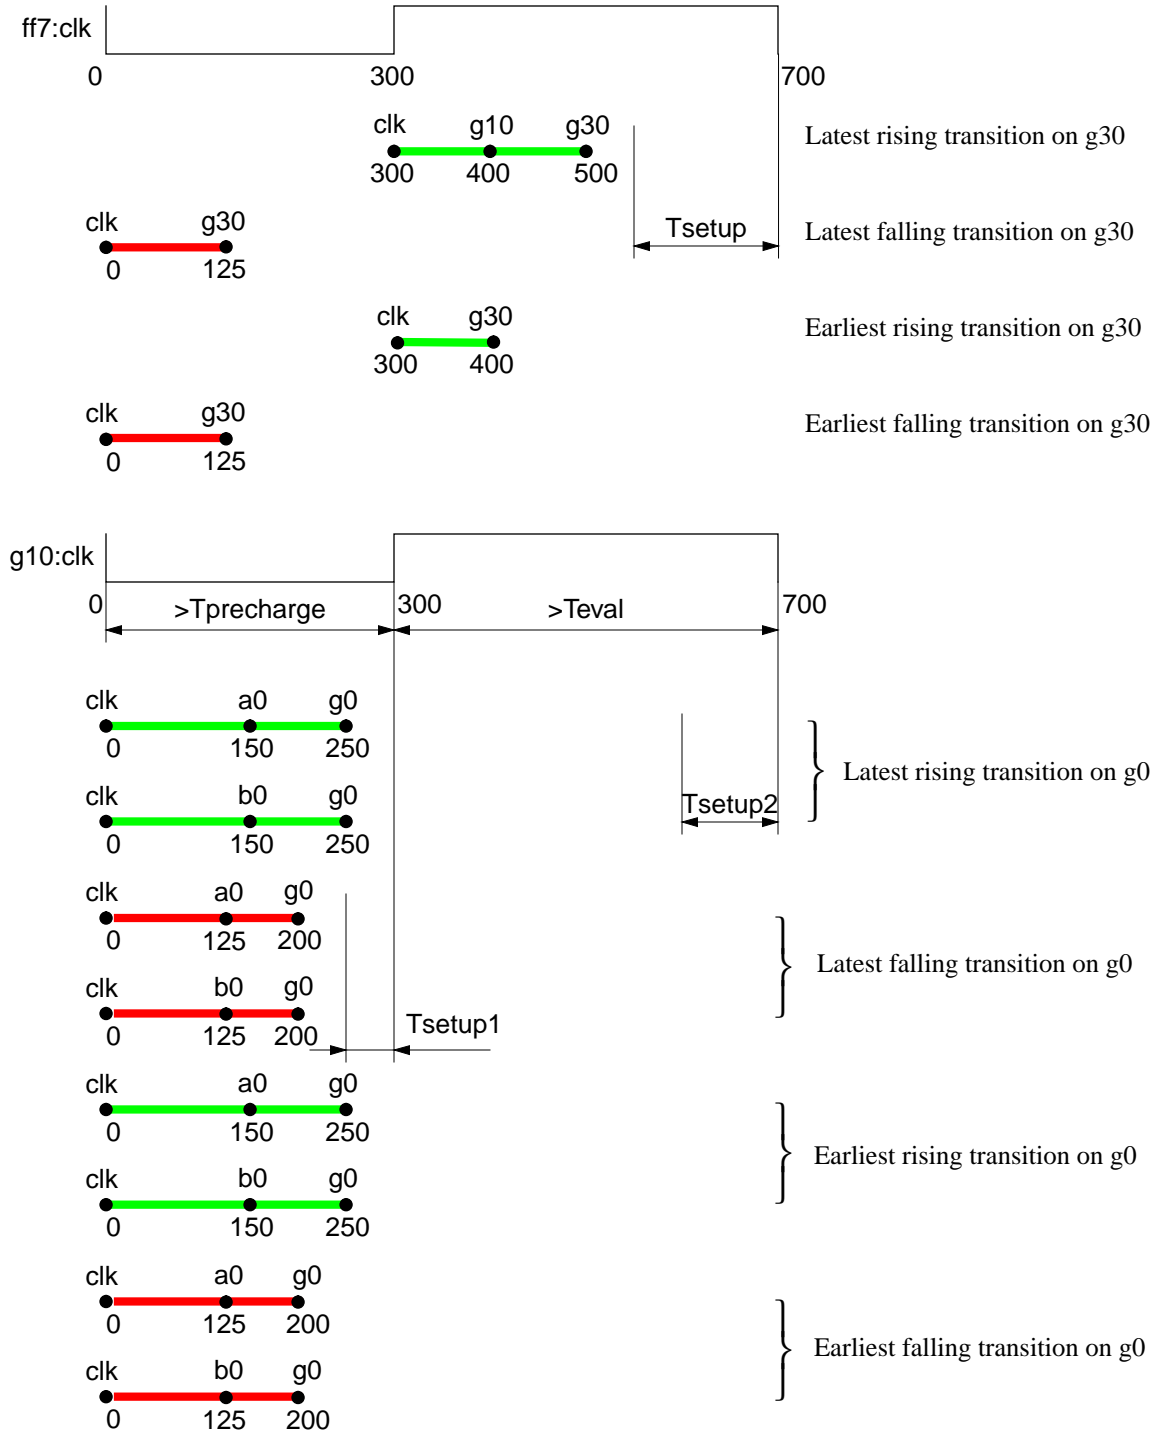 ff7:clk
0 300 700
clk g10 g30 Latest rising transition on g30
300 400 500
clk g30 Tsetup Latest falling transition on g30
0 125
clk g30 Earliest rising transition on g30
300 400
clk g30 Earliest falling transition on g30
0 125
g10:clk
0 >Tprecharge 300 >Teval 700
clk a0 g0
0 150 250
Latest rising transition on g0
clk b0 g0 Tsetup2
0 150 250
clk a0 g0
0 125 200
Latest falling transition on g0
clk b0 g0
0 125 200 Tsetup1
clk a0 g0
0 150 250
Earliest rising transition on g0
clk b0 g0
0 150 250
clk a0 g0
0 125 200
Earliest falling transition on g0
clk b0 g0
0 125 200